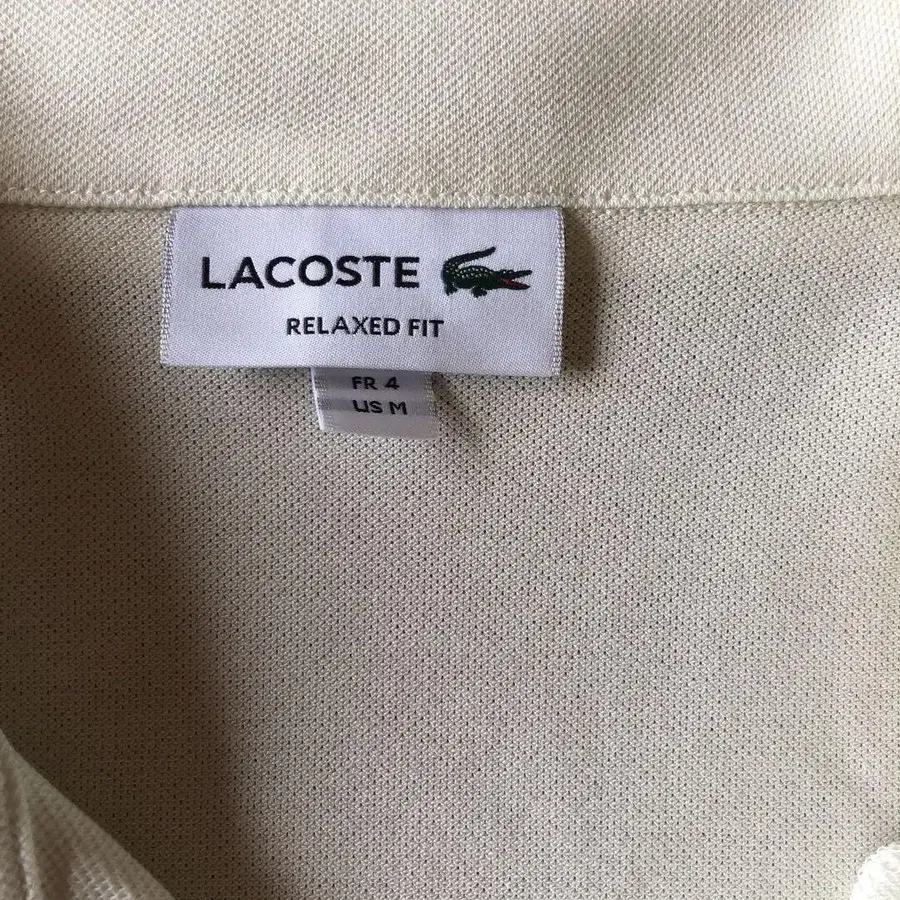 LACOSTE
RELAXED FIT
FR 4
US M